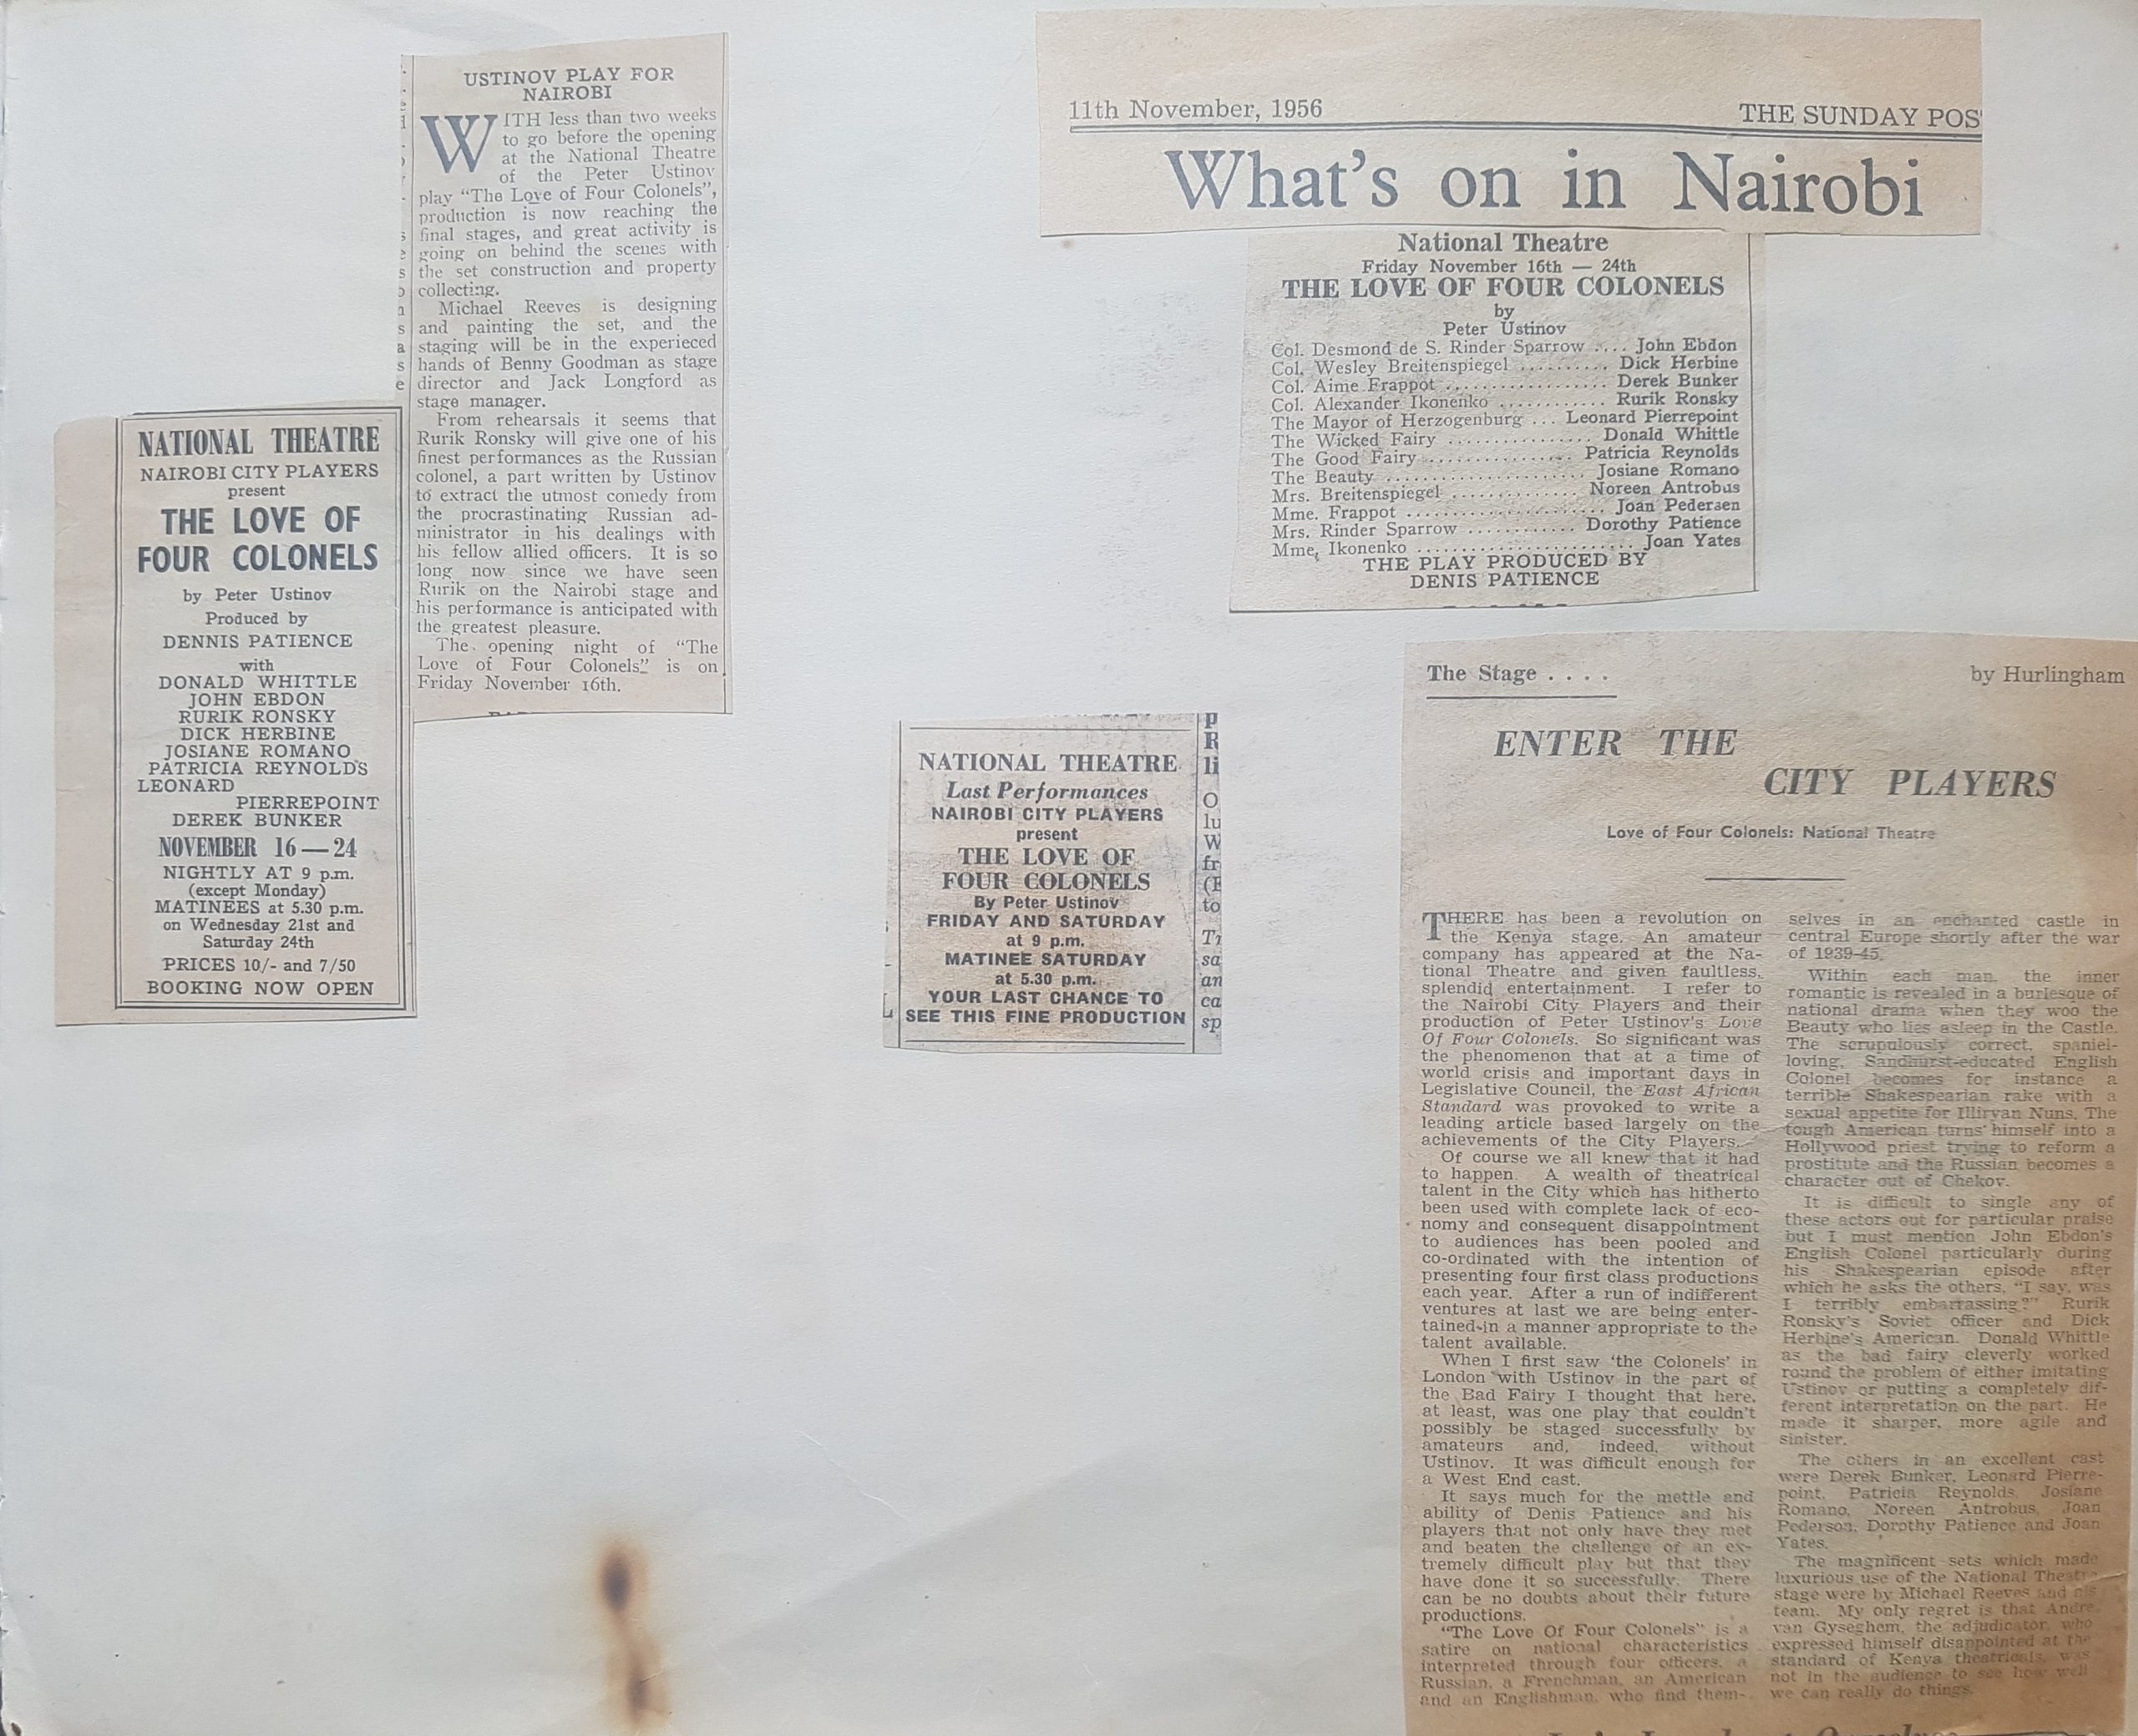 USTINOV PLAY FOR
NAIROBI
WITH less than two weeks
to go before the opening
at the National Theatre
of the Peter Ustinov
play "The Love of Four Colonels",
production is now reaching the
final stages, and great activity is
going on behind the scenes with
the set construction and property
collecting.
Michael Reeves is designing
and painting the set, and the
staging will be in the experieced
hands of Benny Goodman as stage
director and Jack Longford as
stage manager.
From rehearsals it seems that
Rurik Ronsky will give one of his
finest performances as the Russian
colonel, a part written by Ustinov
to extract the utmost comedy from
the procrastinating Russian ad-
ministrator in his dealings with
his fellow allied officers. It is so
long now since we have seen
Rurik on the Nairobi stage and
his performance is anticipated with
the greatest pleasure.
The opening night of "The
Love of Four Colonels" is on
Friday November 16th.
NATIONAL THEATRE
NAIROBI CITY PLAYERS
present
THE LOVE OF
FOUR COLONELS
by Peter Ustinov
Produced by
DENNIS PATIENCE
with
DONALD WHITTLE
JOHN EBDON
RURIK RONSKY
DICK HERBINE
JOSIANE ROMANO
PATRICIA REYNOLDS
LEONARD
PIERREPOINT
DEREK BUNKER
NOVEMBER 16—24
NIGHTLY AT 9 p.m.
(except Monday)
MATINEES at 5.30 p.m.
on Wednesday 21st and
Saturday 24th
PRICES 10/- and 7/50
BOOKING NOW OPEN
NATIONAL THEATRE
Last Performances
NAIROBI CITY PLAYERS
present
THE LOVE OF
FOUR COLONELS
By Peter Ustinov
FRIDAY AND SATURDAY
at 9 p.m.
MATINEE SATURDAY
at 5.30 p.m.
YOUR LAST CHANCE TO
SEE THIS FINE PRODUCTION
11th November, 1956 THE SUNDAY POS
What's on in Nairobi
National Theatre
Friday November 16th — 24th
THE LOVE OF FOUR COLONELS
by
Peter Ustinov
Col. Desmond de S. Rinder Sparrow .... John Ebdon
Col. Wesley Breitenspiegel .......... Dick Herbine
Col. Aime Frappot .................. Derek Bunker
Col. Alexander Ikonenko ............ Rurik Ronsky
The Mayor of Herzogenburg ... Leonard Pierrepoint
The Wicked Fairy ................ Donald Whittle
The Good Fairy ................ Patricia Reynolds
The Beauty ...................... Josiane Romano
Mrs. Breitenspiegel .............. Noreen Antrobus
Mme. Frappot ...................... Joan Pedersen
Mrs. Rinder Sparrow ............ Dorothy Patience
Mme. Ikonenko ........................ Joan Yates
THE PLAY PRODUCED BY
DENIS PATIENCE
The Stage .... by Hurlingham
ENTER THE
CITY PLAYERS
Love of Four Colonels: National Theatre
THERE has been a revolution on
the Kenya stage. An amateur
company has appeared at the Na-
tional Theatre and given faultless,
splendid entertainment. I refer to
the Nairobi City Players and their
production of Peter Ustinov's Love
Of Four Colonels. So significant was
the phenomenon that at a time of
world crisis and important days in
Legislative Council, the East African
Standard was provoked to write a
leading article based largely on the
achievements of the City Players.
Of course we all knew that it had
to happen. A wealth of theatrical
talent in the City which has hitherto
been used with complete lack of eco-
nomy and consequent disappointment
to audiences has been pooled and
co-ordinated with the intention of
presenting four first class productions
each year. After a run of indifferent
ventures at last we are being enter-
tained in a manner appropriate to the
talent available.
When I first saw 'the Colonels' in
London with Ustinov in the part of
the Bad Fairy I thought that here,
at least, was one play that couldn't
possibly be staged successfully by
amateurs and, indeed, without
Ustinov. It was difficult enough for
a West End cast.
It says much for the mettle and
ability of Denis Patience and his
players that not only have they met
and beaten the challenge of an ex-
tremely difficult play but that they
have done it so successfully. There
can be no doubts about their future
productions.
"The Love Of Four Colonels" is a
satire on national characteristics
interpreted through four officers, a
Russian, a Frenchman, an American
and an Englishman, who find them-
selves in an enchanted castle in
central Europe shortly after the war
of 1939-45.
Within each man, the inner
romantic is revealed in a burlesque of
national drama when they woo the
Beauty who lies asleep in the Castle.
The scrupulously correct, spaniel-
loving, Sandhurst-educated English
Colonel becomes for instance a
terrible Shakespearian rake with a
sexual appetite for Illiryan Nuns. The
tough American turns himself into a
Hollywood priest trying to reform a
prostitute and the Russian becomes a
character out of Chekov.
It is difficult to single any of
these actors out for particular praise
but I must mention John Ebdon's
English Colonel particularly during
his Shakespearian episode after
which he asks the others, "I say, was
I terribly embarrassing?" Rurik
Ronsky's Soviet officer and Dick
Herbine's American. Donald Whittle
as the bad fairy cleverly worked
round the problem of either imitating
Ustinov or putting a completely dif-
ferent interpretation on the part. He
made it sharper, more agile and
sinister.
The others in an excellent cast
were Derek Bunker, Leonard Pierre-
point, Patricia Reynolds, Josiane
Romano, Noreen Antrobus, Joan
Pederson, Dorothy Patience and Joan
Yates.
The magnificent sets which made
luxurious use of the National Theatre
stage were by Michael Reeves and his
team. My only regret is that Andre
van Gyseghem, the adjudicator, who
expressed himself disappointed at the
standard of Kenya theatricals, was
not in the audience to see how well
we can really do things.